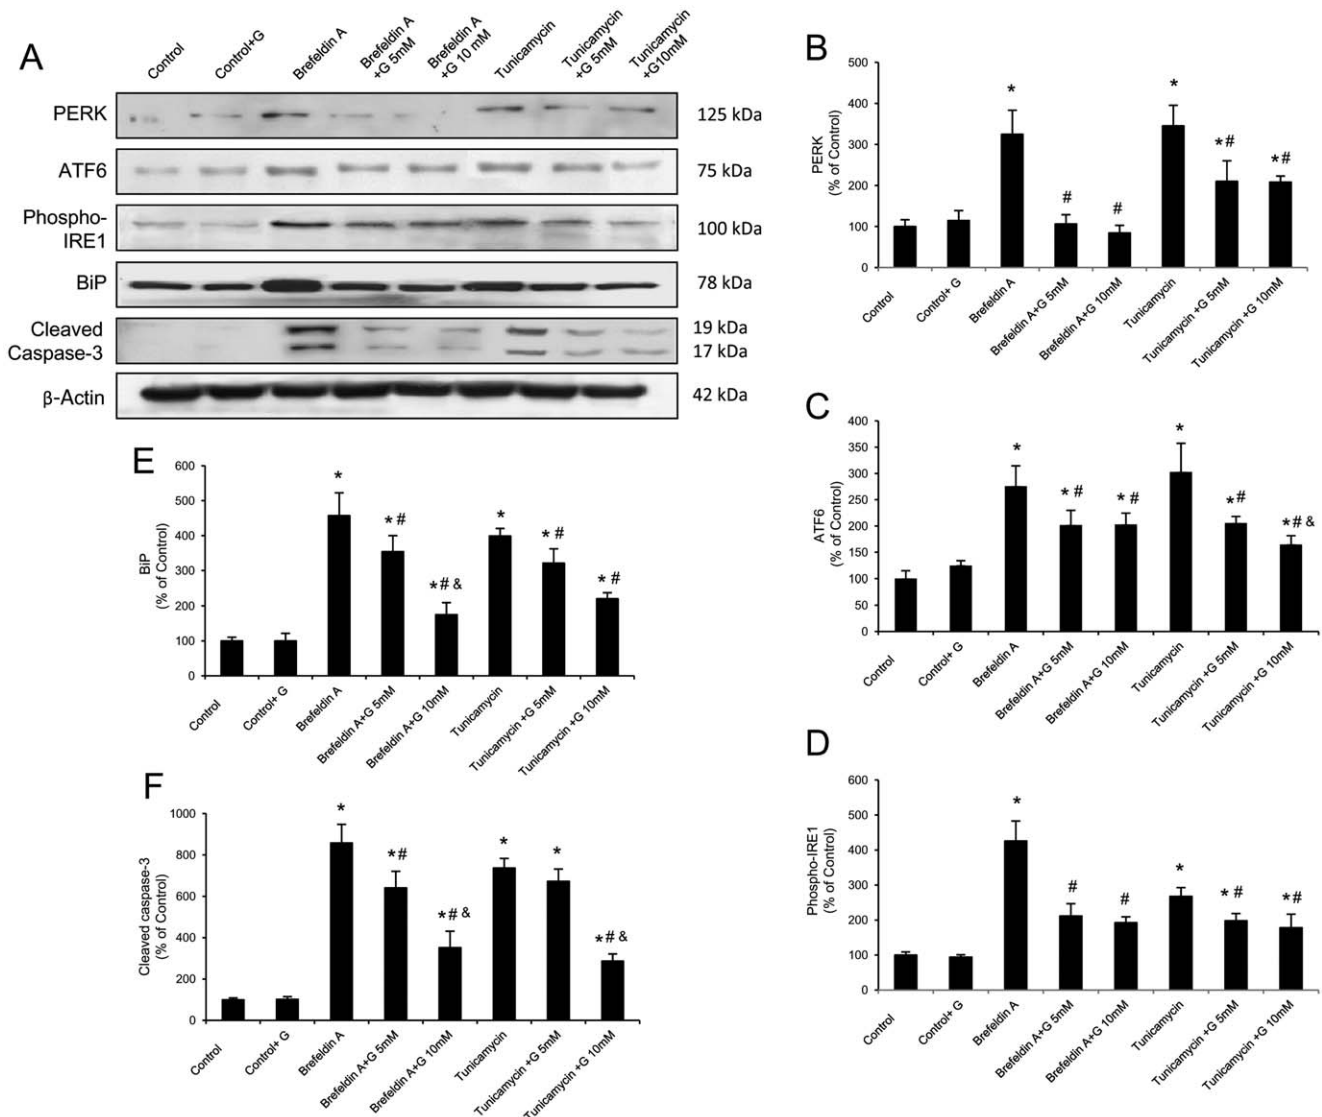 A
Control
Control+G
Brefeldin A
Brefeldin A
+G 5mM
Brefeldin A
+G 10 mM
Tunicamycin
Tunicamycin
+G 5mM
Tunicamycin
+G10mM
PERK
125 kDa
ATF6
75 kDa
Phospho-
IRE1
100 kDa
BiP
78 kDa
Cleaved
Caspase-3
19 kDa
17 kDa
β-Actin
42 kDa
B
PERK
(% of Control)
500
400
300
200
100
0
*
#
#
*
*#
*#
Control
Control+ G
Brefeldin A
Brefeldin A+G 5mM
Brefeldin A+G 10mM
Tunicamycin
Tunicamycin +G 5mM
Tunicamycin +G 10mM
C
ATF6
(% of Control)
400
350
300
250
200
150
100
50
0
*
* #
* #
*
*#
*# &
Control
Control+ G
Brefeldin A
Brefeldin A+G 5mM
Brefeldin A+G 10mM
Tunicamycin
Tunicamycin +G 5mM
Tunicamycin +G 10mM
D
Phospho-IRE1
(% of Control)
600
500
400
300
200
100
0
*
#
#
*
* #
*#
Control
Control+ G
Brefeldin A
Brefeldin A+G 5mM
Brefeldin A+G 10mM
Tunicamycin
Tunicamycin +G 5mM
Tunicamycin +G 10mM
E
BiP
(% of Control)
600
500
400
300
200
100
0
*
* #
*# &
*
* #
* #
Control
Control+ G
Brefeldin A
Brefeldin A+G 5mM
Brefeldin A+G 10mM
Tunicamycin
Tunicamycin +G 5mM
Tunicamycin +G 10mM
F
Cleaved caspase-3
(% of Control)
1000
800
600
400
200
0
*
*#
*# &
*
*
*# &
Control
Control+ G
Brefeldin A
Brefeldin A+G 5mM
Brefeldin A+G 10mM
Tunicamycin
Tunicamycin +G 5mM
Tunicamycin +G 10mM